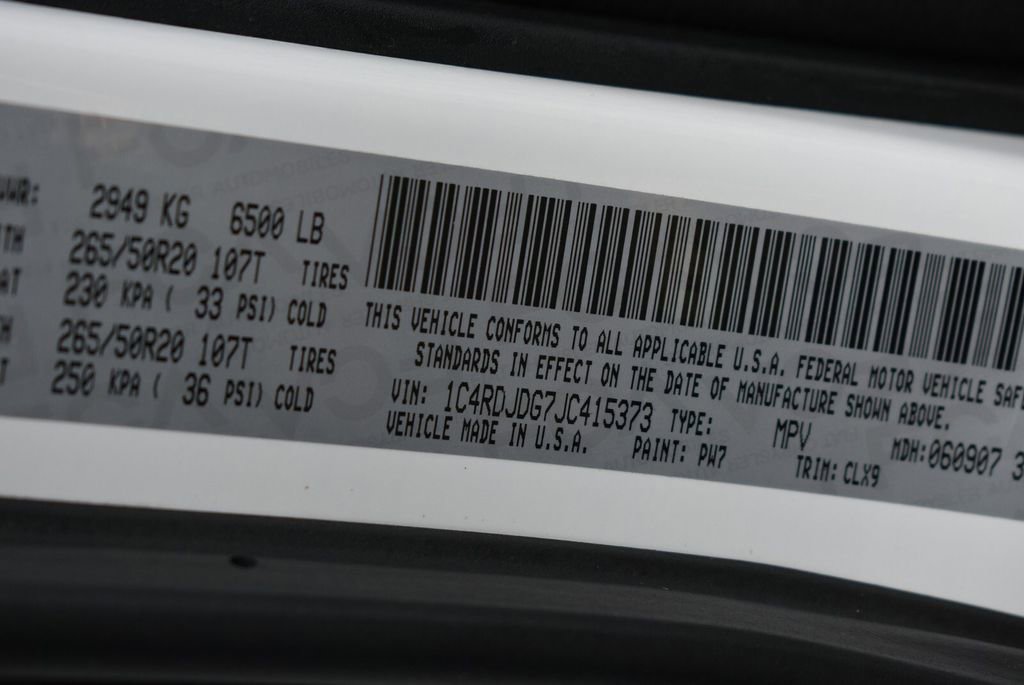 2949 KG 6500 LB
265/50R20 107T TIRES
230 KPA ( 33 PSI) COLD
265/50R20 107T TIRES
250 KPA ( 36 PSI) COLD
THIS VEHICLE CONFORMS TO ALL APPLICABLE U.S.A. FEDERAL MOTOR VEHICLE SAFE
STANDARDS IN EFFECT ON THE DATE OF MANUFACTURE SHOWN ABOVE.
VIN: 1C4RDJDG7JC415373 TYPE: MPV MDH:060907 3
VEHICLE MADE IN U.S.A. PAINT: PW7 TRIM: CLX9